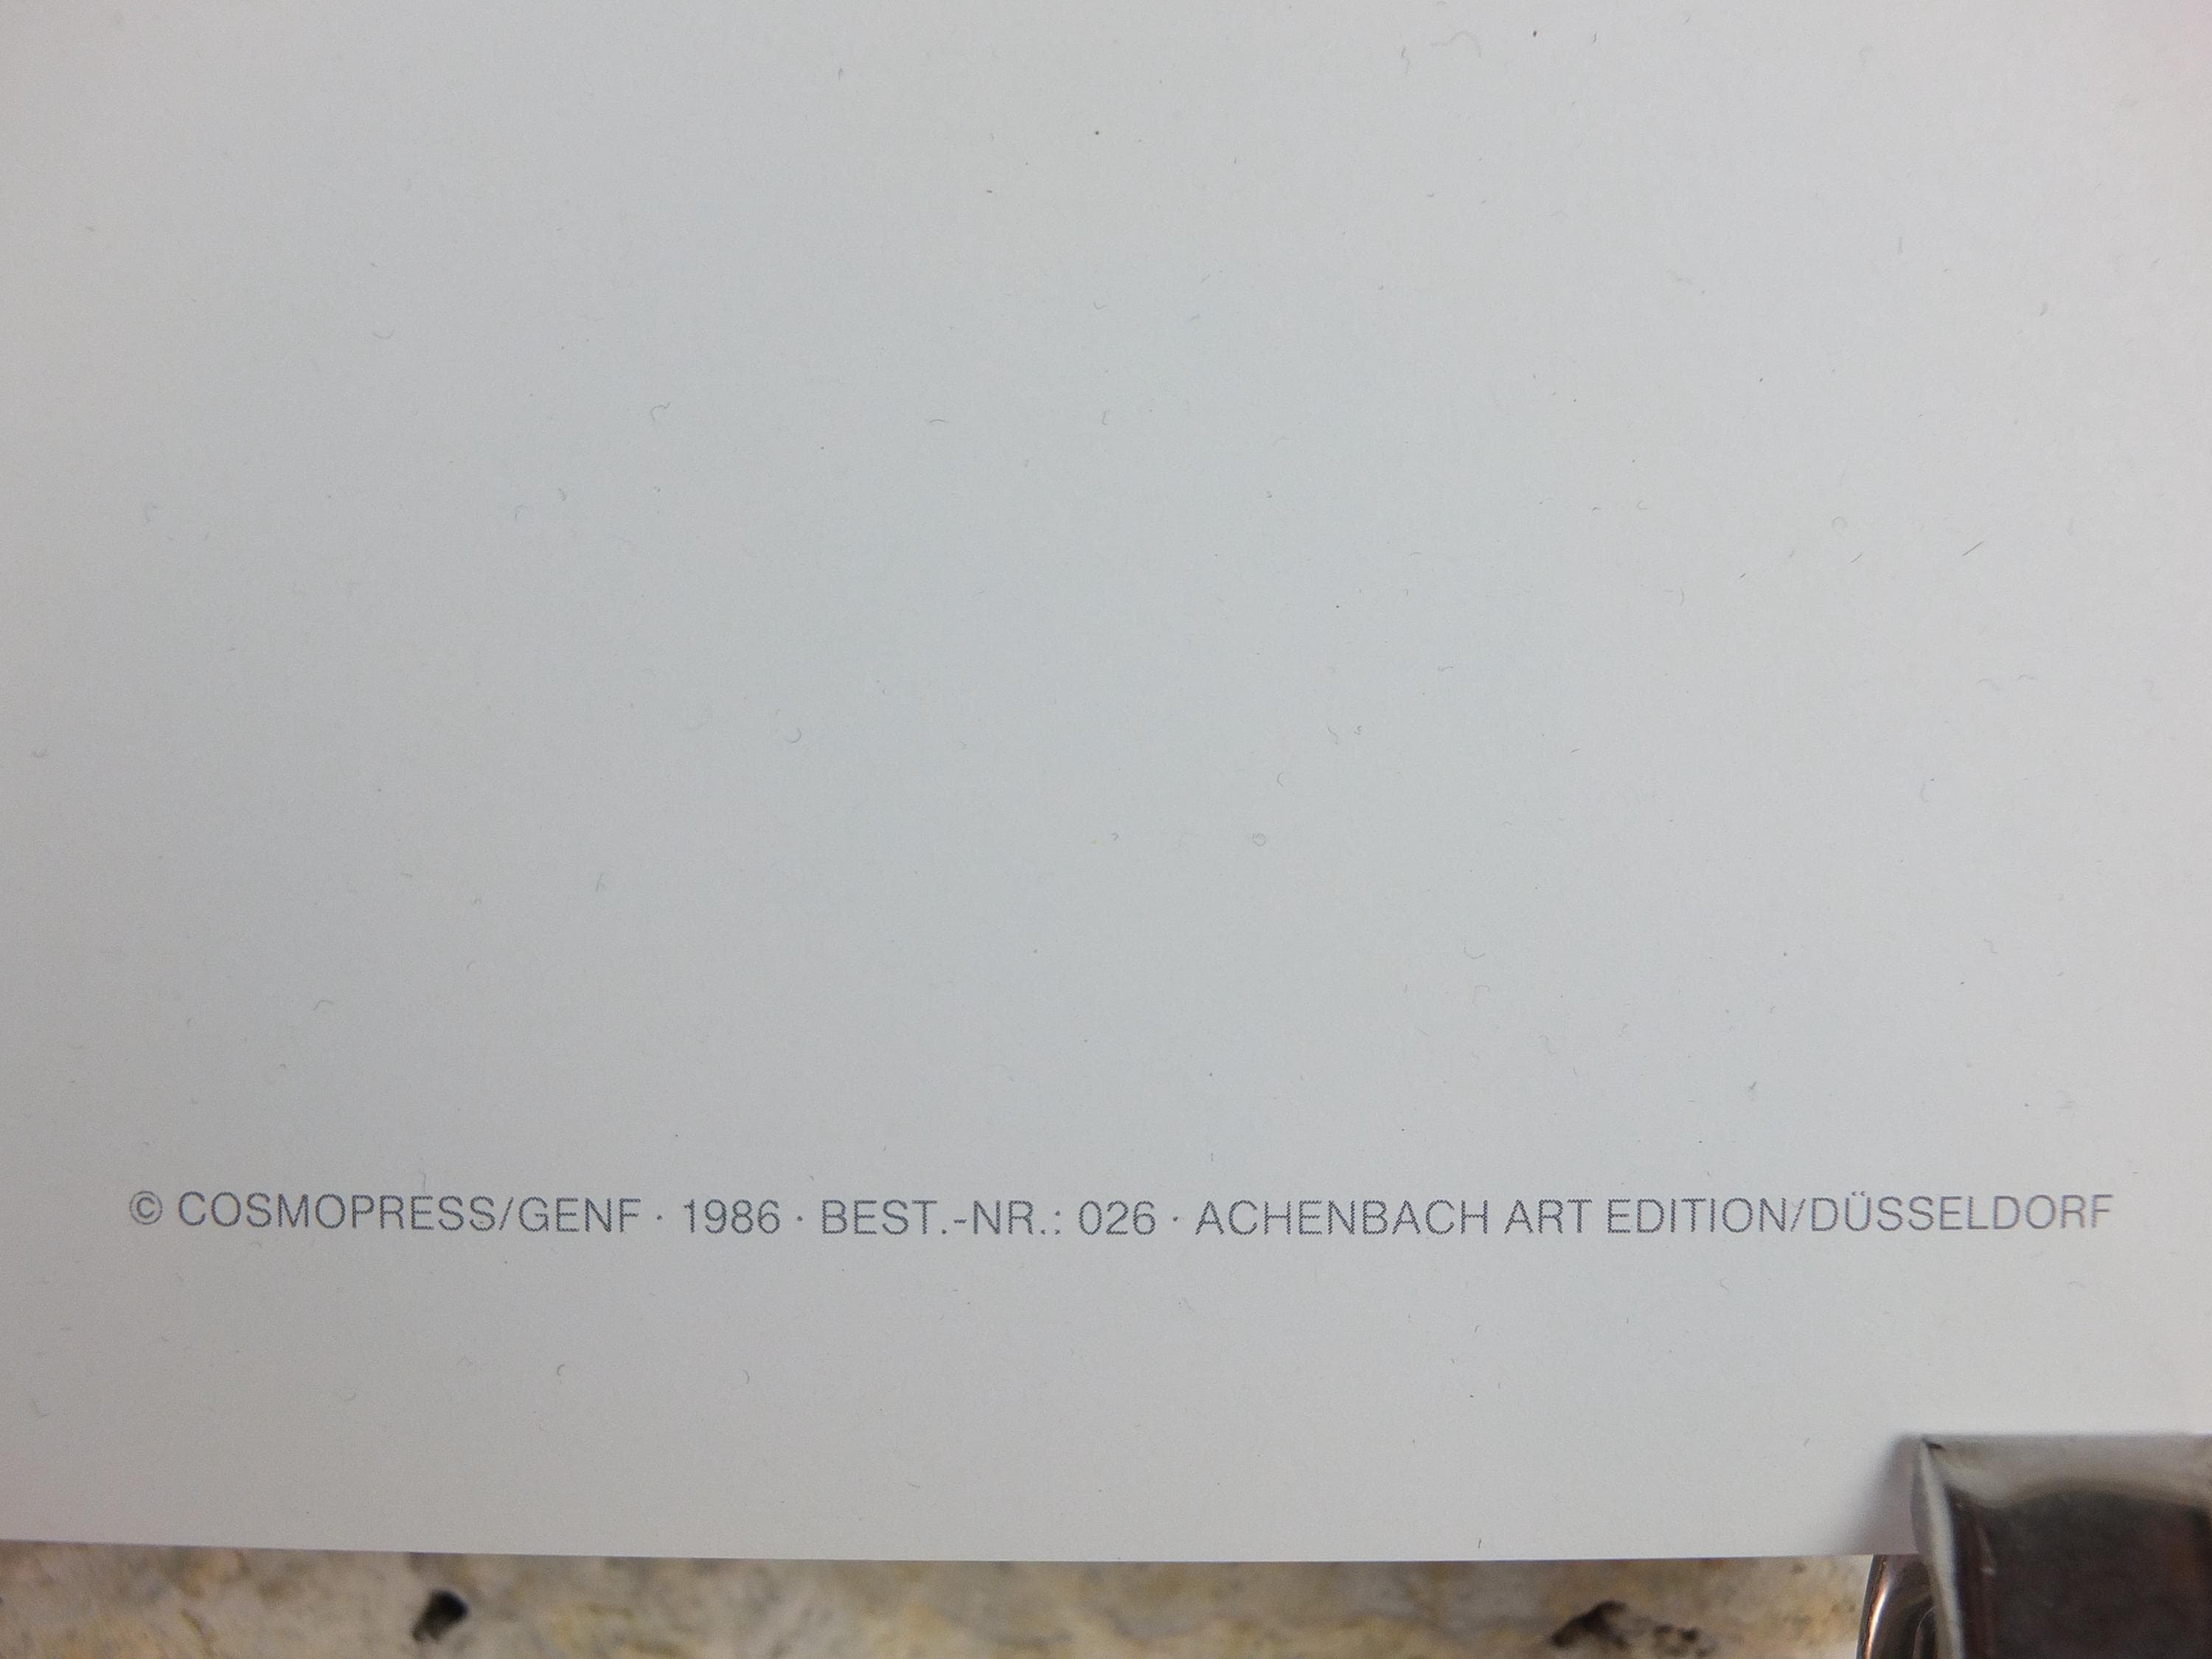 © COSMOPRESS/GENF · 1986 · BEST.-NR.: 026 · ACHENBACH ART EDITION/DÜSSELDORF